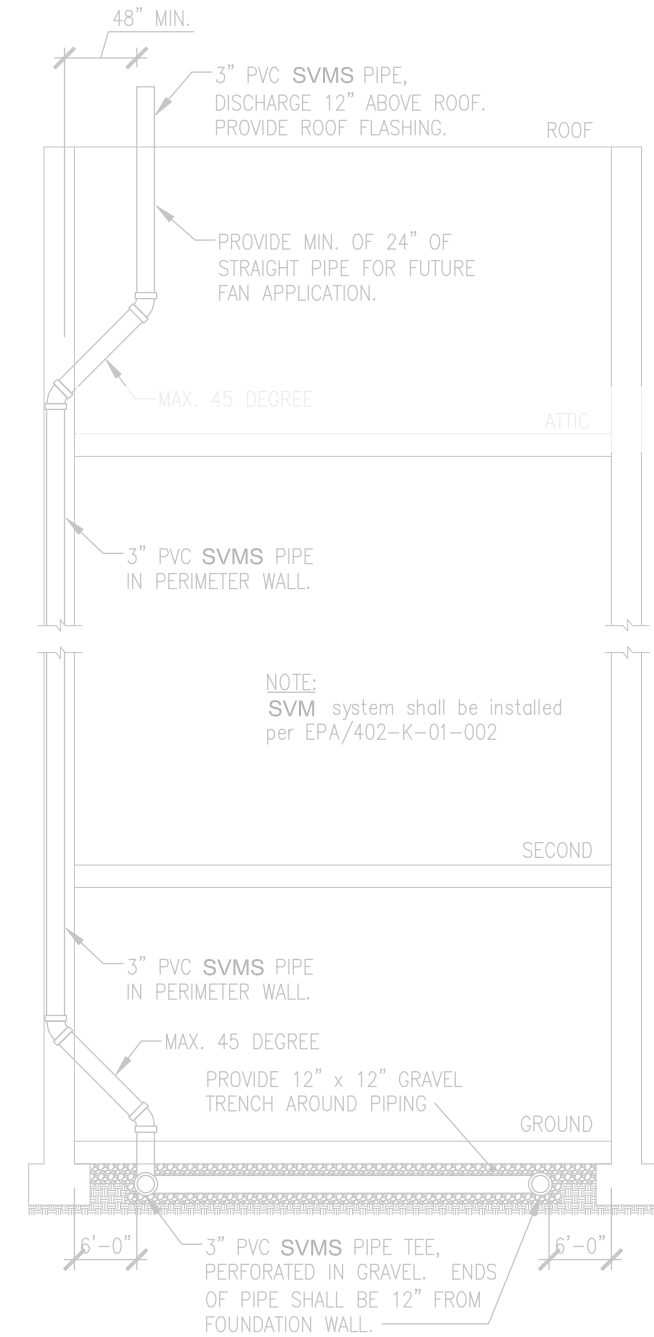 48" MIN.
3" PVC SVMS PIPE,
DISCHARGE 12" ABOVE ROOF.
PROVIDE ROOF FLASHING.
ROOF
PROVIDE MIN. OF 24" OF
STRAIGHT PIPE FOR FUTURE
FAN APPLICATION.
MAX. 45 DEGREE
ATTIC
3" PVC SVMS PIPE
IN PERIMETER WALL.
NOTE:
SVM system shall be installed
per EPA/402-K-01-002
SECOND
3" PVC SVMS PIPE
IN PERIMETER WALL.
MAX. 45 DEGREE
PROVIDE 12" x 12" GRAVEL
TRENCH AROUND PIPING
GROUND
6'-0"
3" PVC SVMS PIPE TEE,
PERFORATED IN GRAVEL. ENDS
OF PIPE SHALL BE 12" FROM
FOUNDATION WALL.
6'-0"